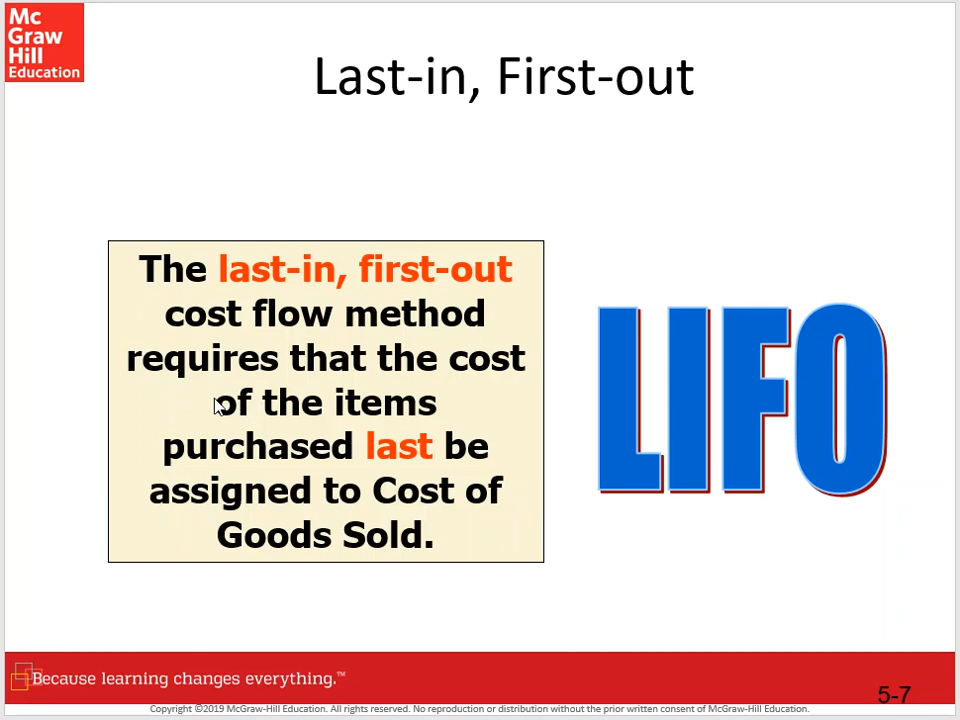 Mc
Graw
Hill
Education
Last-in, First-out
The last-in, first-out
cost flow method
requires that the cost
of the items
purchased last be
assigned to Cost of
Goods Sold.
LIFO
Because learning changes everything.™
5-7
Copyright ©2019 McGraw-Hill Education. All rights reserved. No reproduction or distribution without the prior written consent of McGraw-Hill Education.